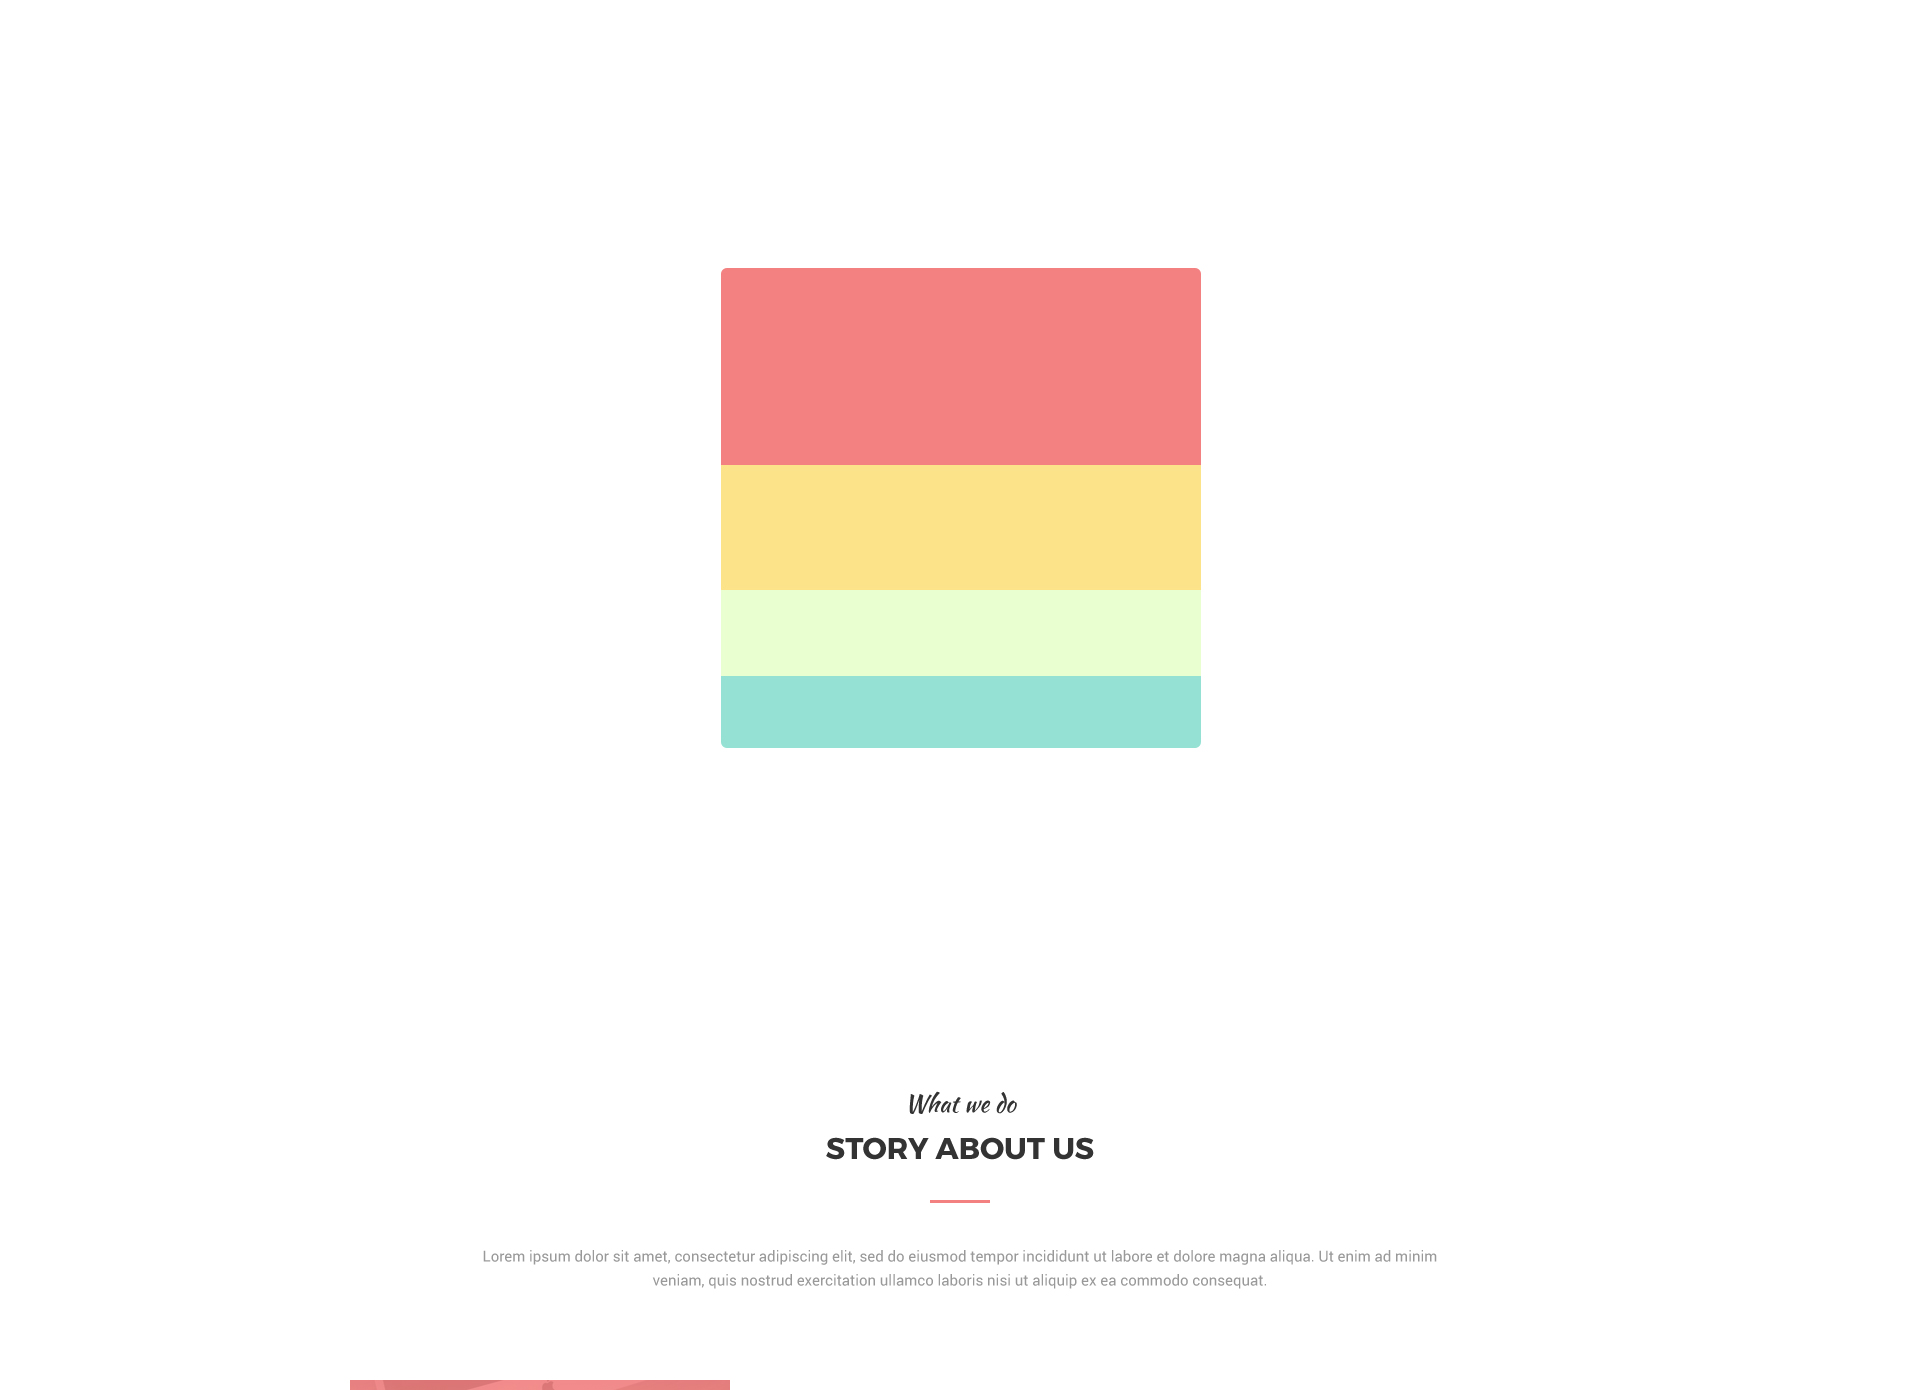 What we do
STORY ABOUT US
Lorem ipsum dolor sit amet, consectetur adipiscing elit, sed do eiusmod tempor incididunt ut labore et dolore magna aliqua. Ut enim ad minim
veniam, quis nostrud exercitation ullamco laboris nisi ut aliquip ex ea commodo consequat.